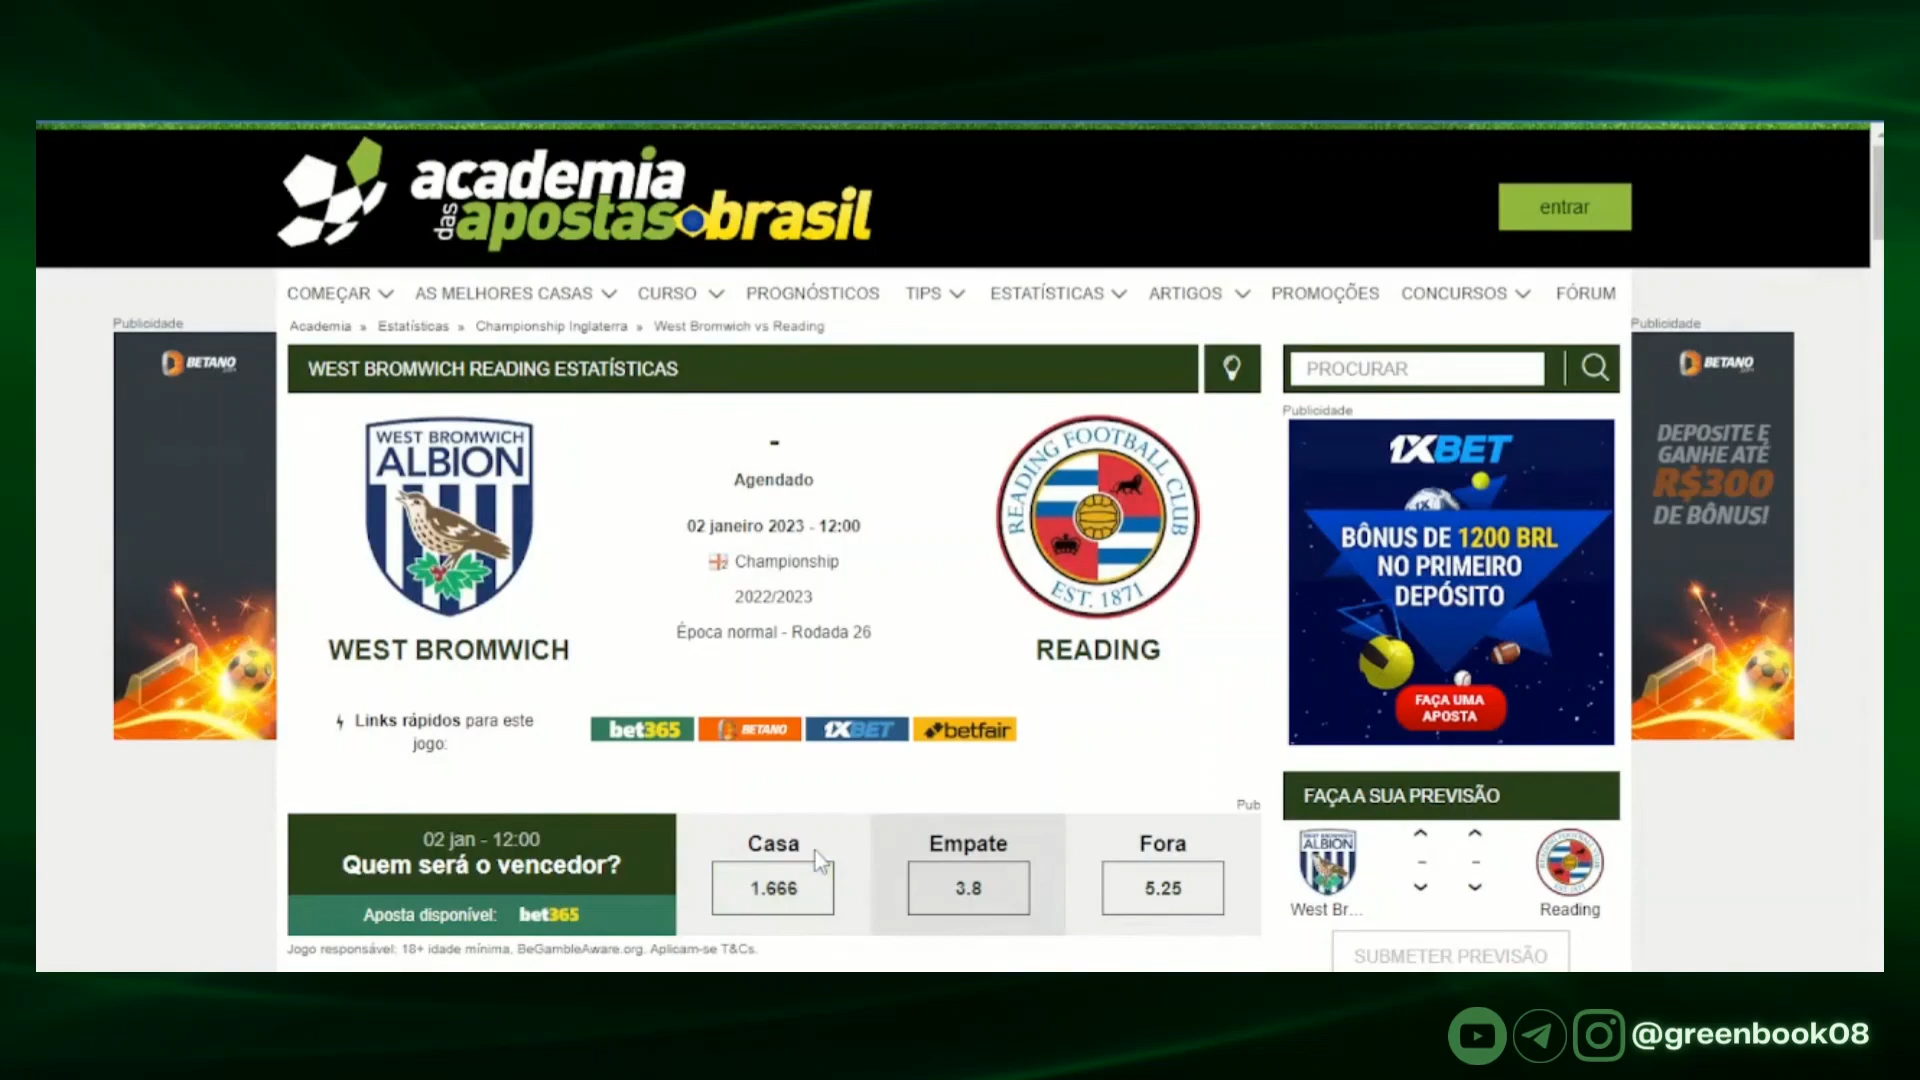 academia
das apostas brasil
entrar
COMEÇAR
AS MELHORES CASAS
CURSO
PROGNÓSTICOS
TIPS
ESTATÍSTICAS
ARTIGOS
PROMOÇÕES
CONCURSOS
FÓRUM
Academia » Estatísticas » Championship Inglaterra » West Bromwich vs Reading
Publicidade
BETANO
WEST BROMWICH READING ESTATÍSTICAS
PROCURAR
Publicidade
BETANO
DEPOSITE E
GANHE ATÉ
R$300
DE BÔNUS!
WEST BROMWICH
ALBION
WEST BROMWICH
-
Agendado
02 janeiro 2023 - 12:00
Championship
2022/2023
Época normal - Rodada 26
READING FOOTBALL CLUB
EST. 1871
READING
Publicidade
1XBET
BÔNUS DE 1200 BRL
NO PRIMEIRO
DEPÓSITO
FAÇA UMA
APOSTA
Links rápidos para este
jogo:
bet365
BETANO
1XBET
betfair
Pub
02 jan - 12:00
Quem será o vencedor?
Aposta disponível: bet365
Casa
1.666
Empate
3.8
Fora
5.25
Jogo responsável: 18+ idade mínima, BeGambleAware.org. Aplicam-se T&Cs.
FAÇA A SUA PREVISÃO
ALBION
- -
West Br...
Reading
SUBMETER PREVISÃO
@greenbook08